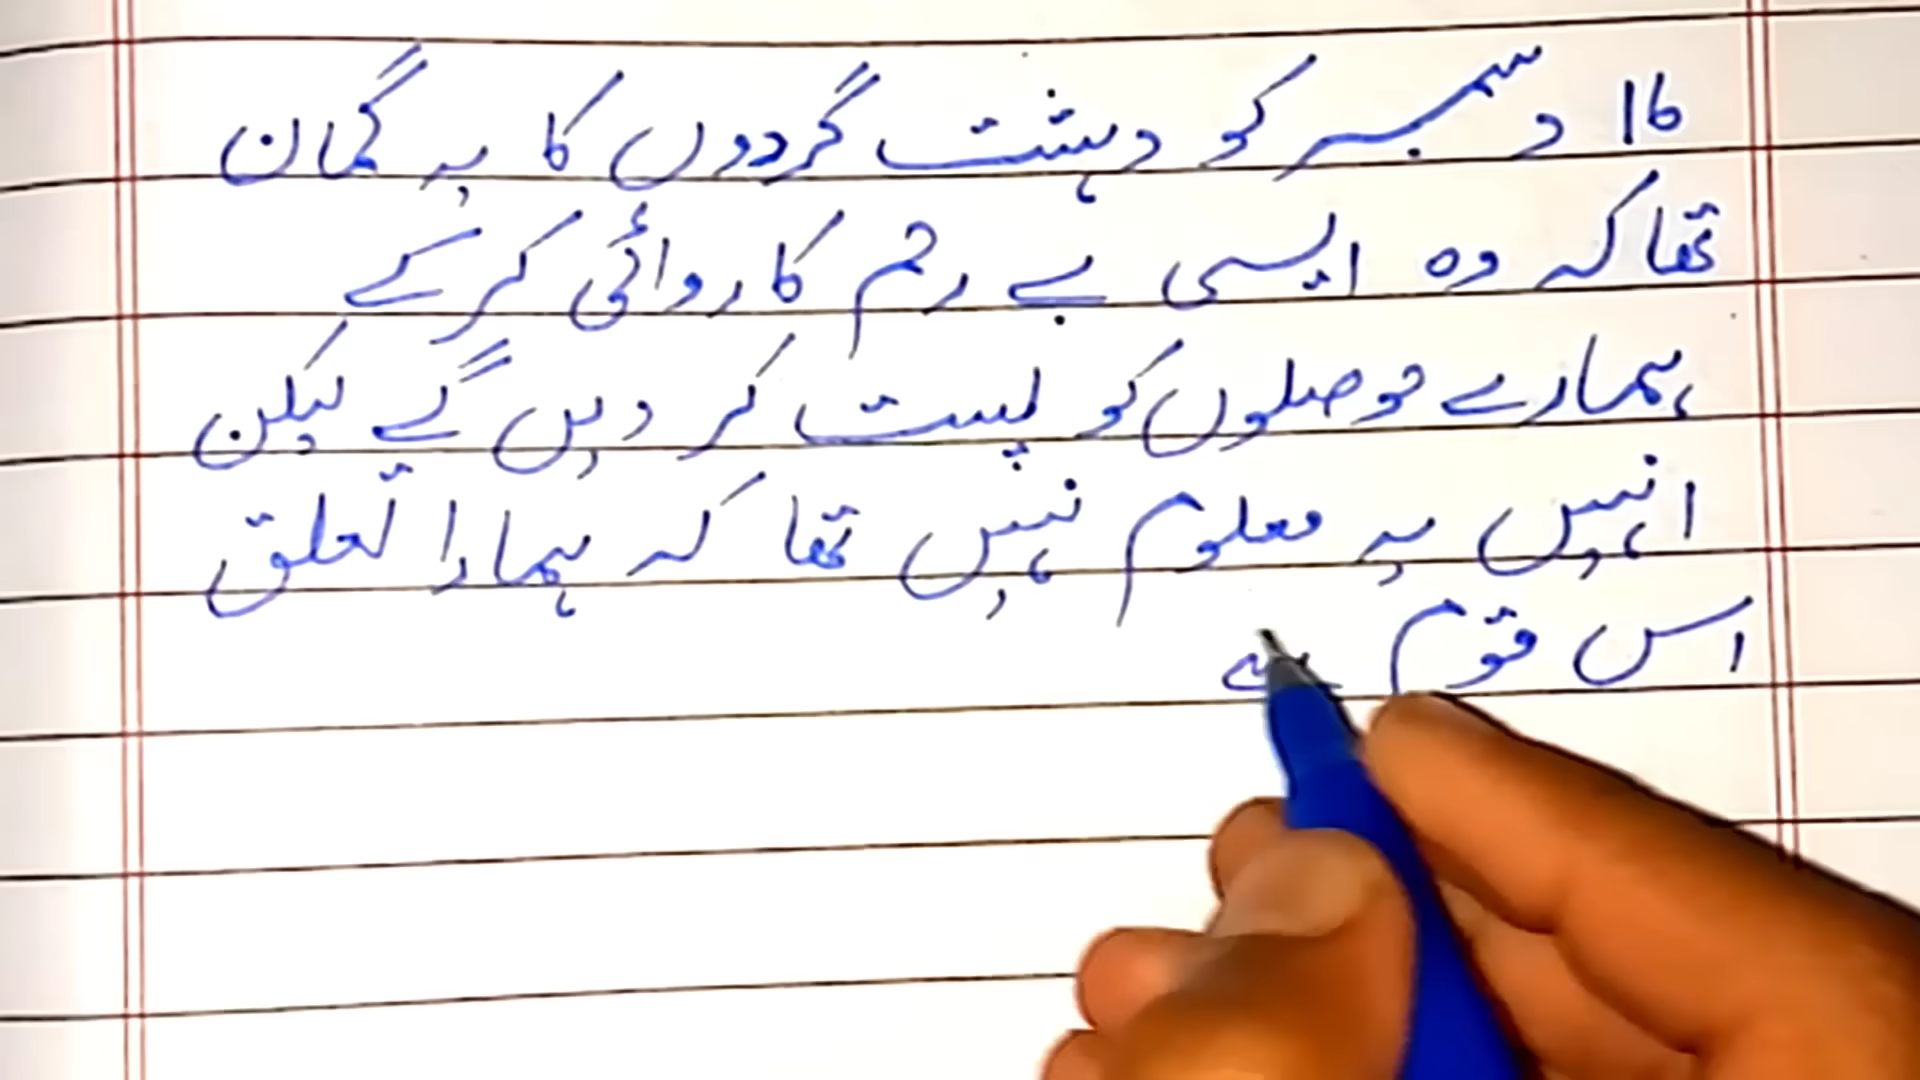 16 دسمبر کو دہشت گردوں کا یہ گمان
تھا کہ وہ ایسی بے رحم کاروائی کر کے
ہمارے حوصلوں کو پست کر دیں گے لیکن
انہیں یہ معلوم نہیں تھا کہ ہمارا تعلق
اس قوم سے